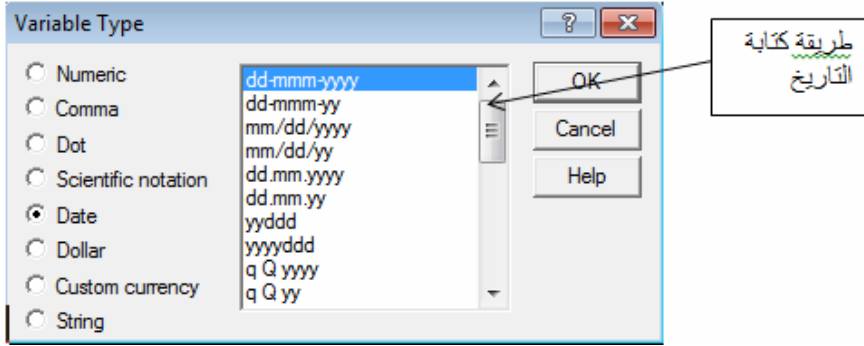 Variable Type
Numeric
Comma
Dot
Scientific notation
Date
Dollar
Custom currency
String
dd-mmm-yyyy
dd-mmm-yy
mm/dd/yyyy
mm/dd/yy
dd.mm.yyyy
dd.mm.yy
yyddd
yyyyddd
q Q yyyy
q Q yy
OK
Cancel
Help
طريقة كتابة
التاريخ